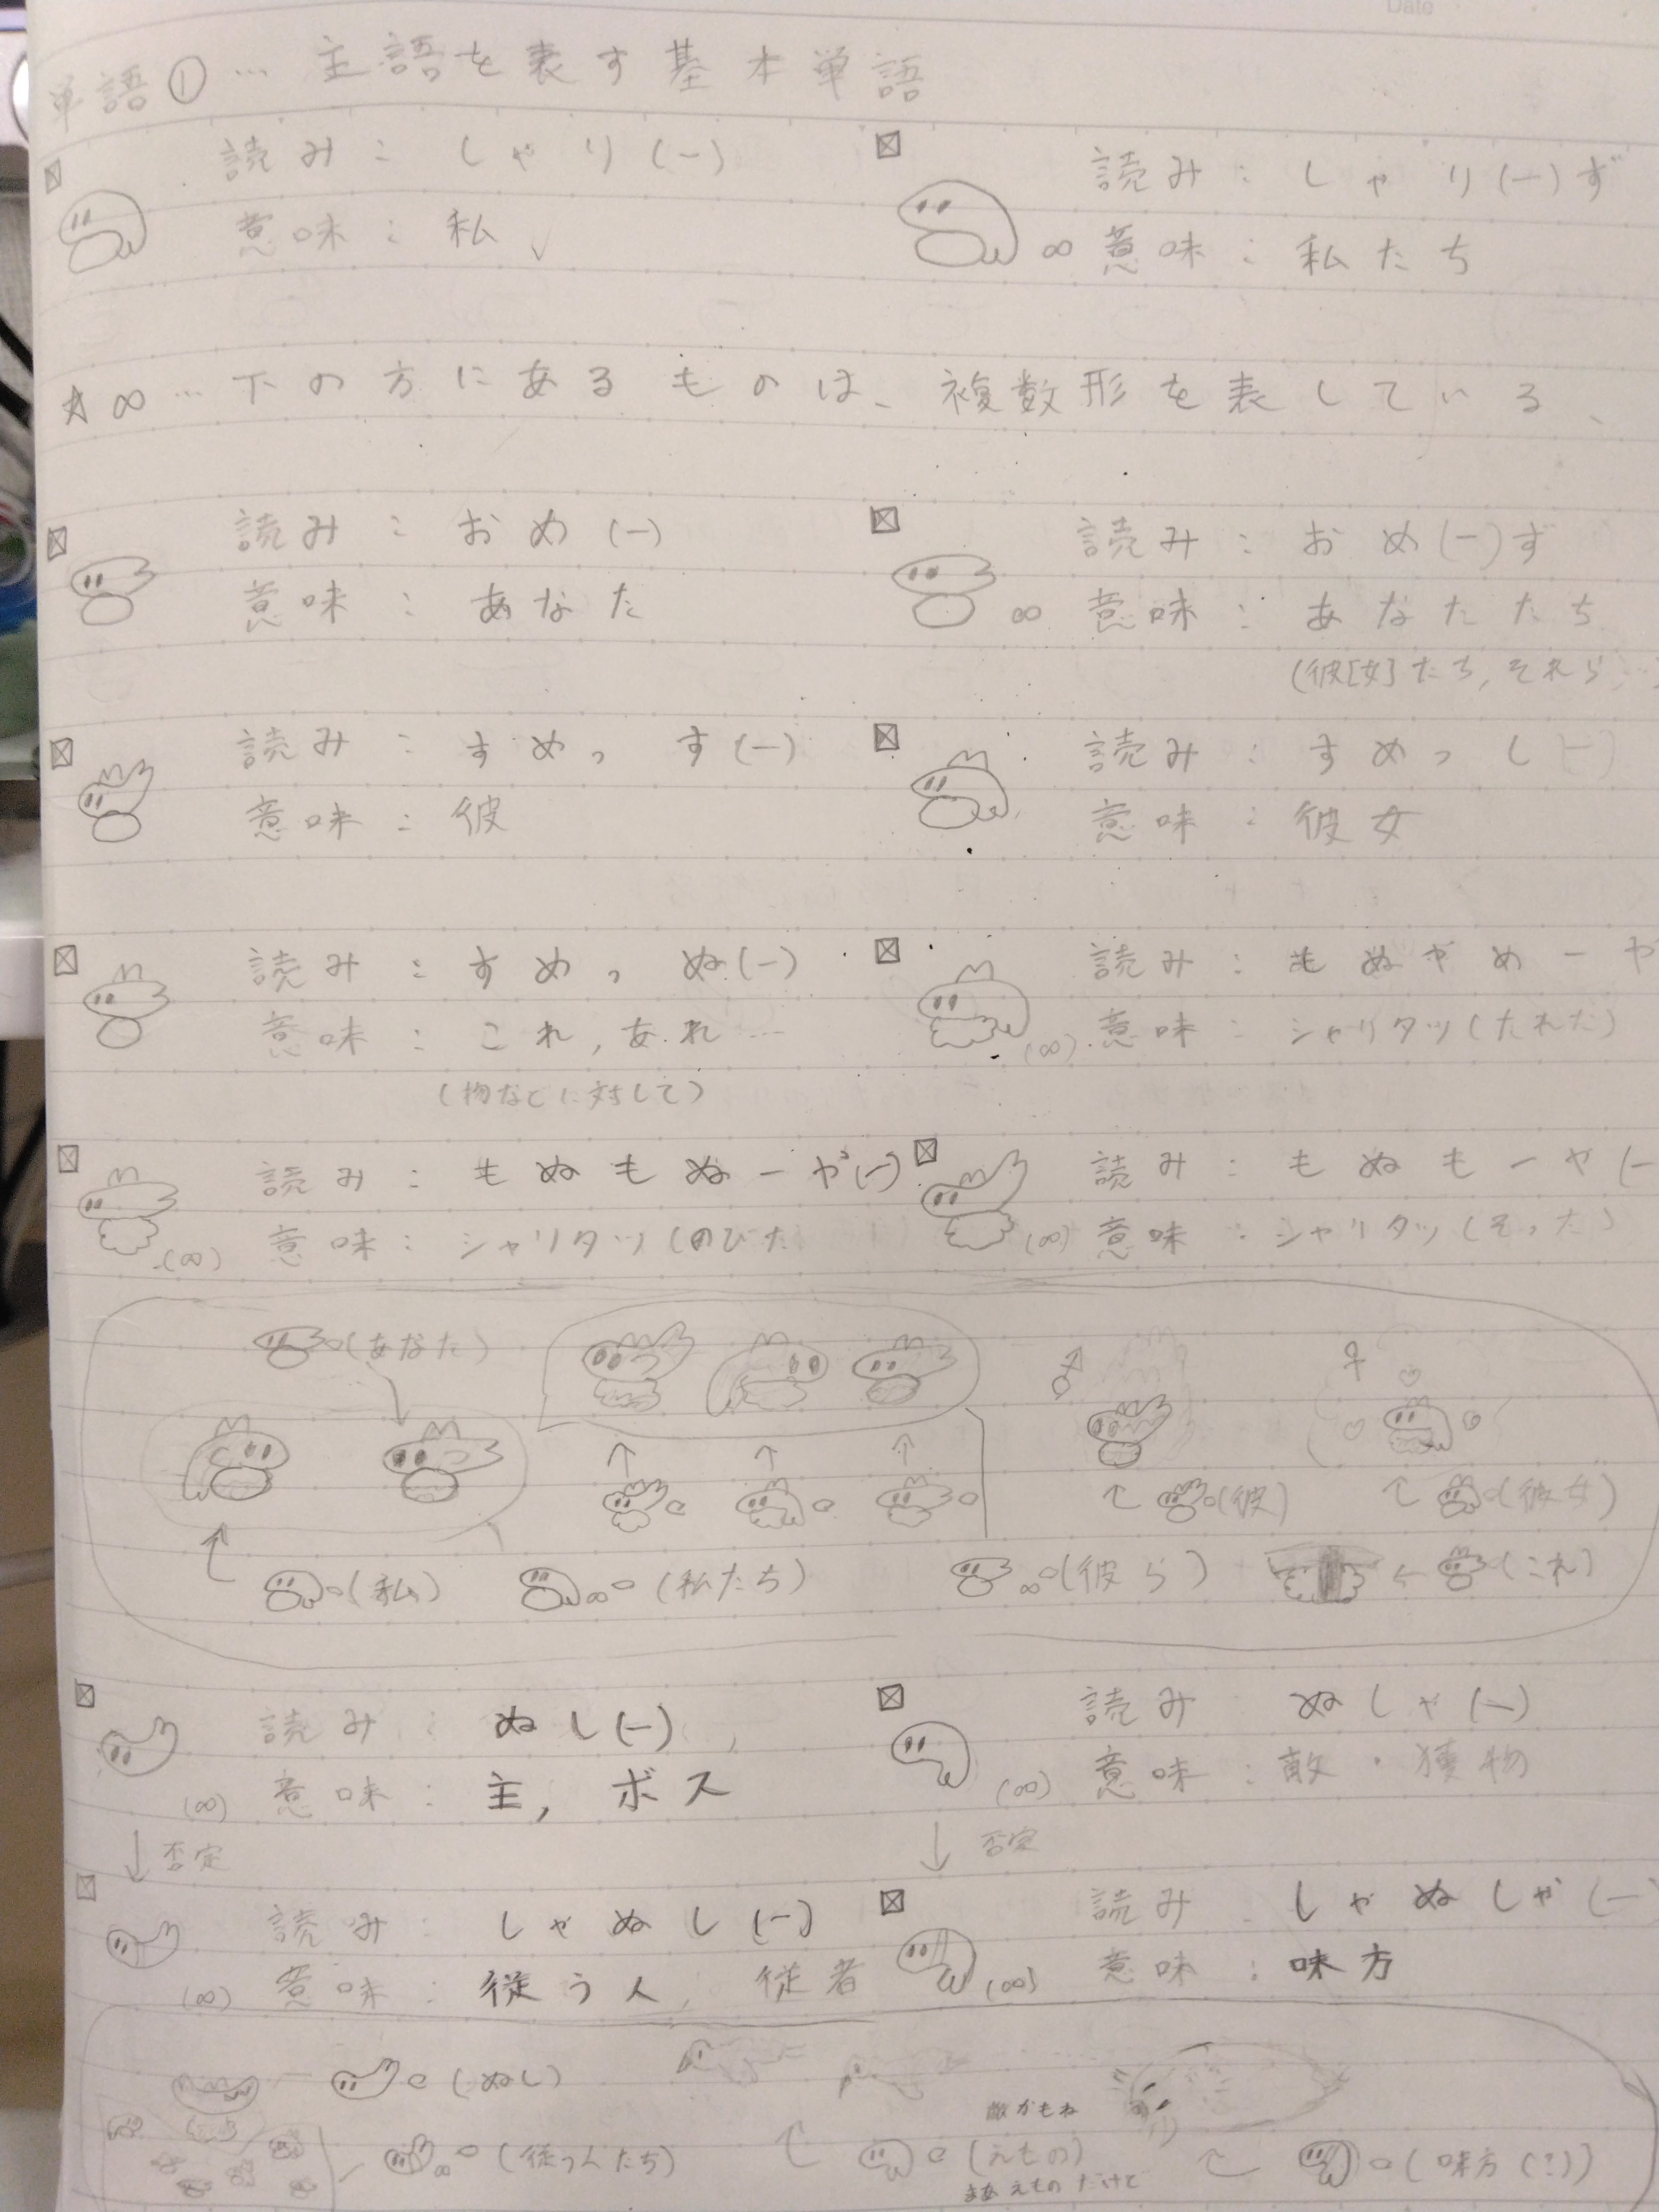 Date
単語① … 主語を表す基本単語
読み：しゃり(ー)
意味：私
読み：しゃり(ー)ず
∞ 意味：私たち
☆∞ … 下の方にあるものは、複数形を表している、
読み：おめ(ー)
意味：あなた
読み：おめ(ー)す
∞ 意味：あなたたち
(彼[女]たち, それら
読み：すめっす(ー)
意味：彼
読み：すめっし(ー)
意味：彼女
読み：すめっぬ(ー)
意味：これ, あれ …
(物などに対して)
読み：もぬやめーや
(∞) 意味：シャリタツ(たれた)
読み：もぬもぬーや(ー)
(∞) 意味：シャリタツ(のびた
読み：もぬもーや(ー
(∞) 意味：シャリタツ(そった)
(あなた)
♂
♀
(彼)
(彼女)
(私)
∞ (私たち)
∞ (彼ら)
(これ)
読み：ぬし(ー)
(∞) 意味：主, ボス
読み ぬしゃ(ー)
(∞) 意味：敵・獲物
↓ 否定
↓ 否定
読み：しゃぬし(ー)
(∞) 意味：従う人, 従者
読み しゃぬしゃ(ー
(∞) 意味：味方
(ぬし)
∞ (従う人たち)
敵かもね
(えもの)
まあ えもの だけど
(味方(?))